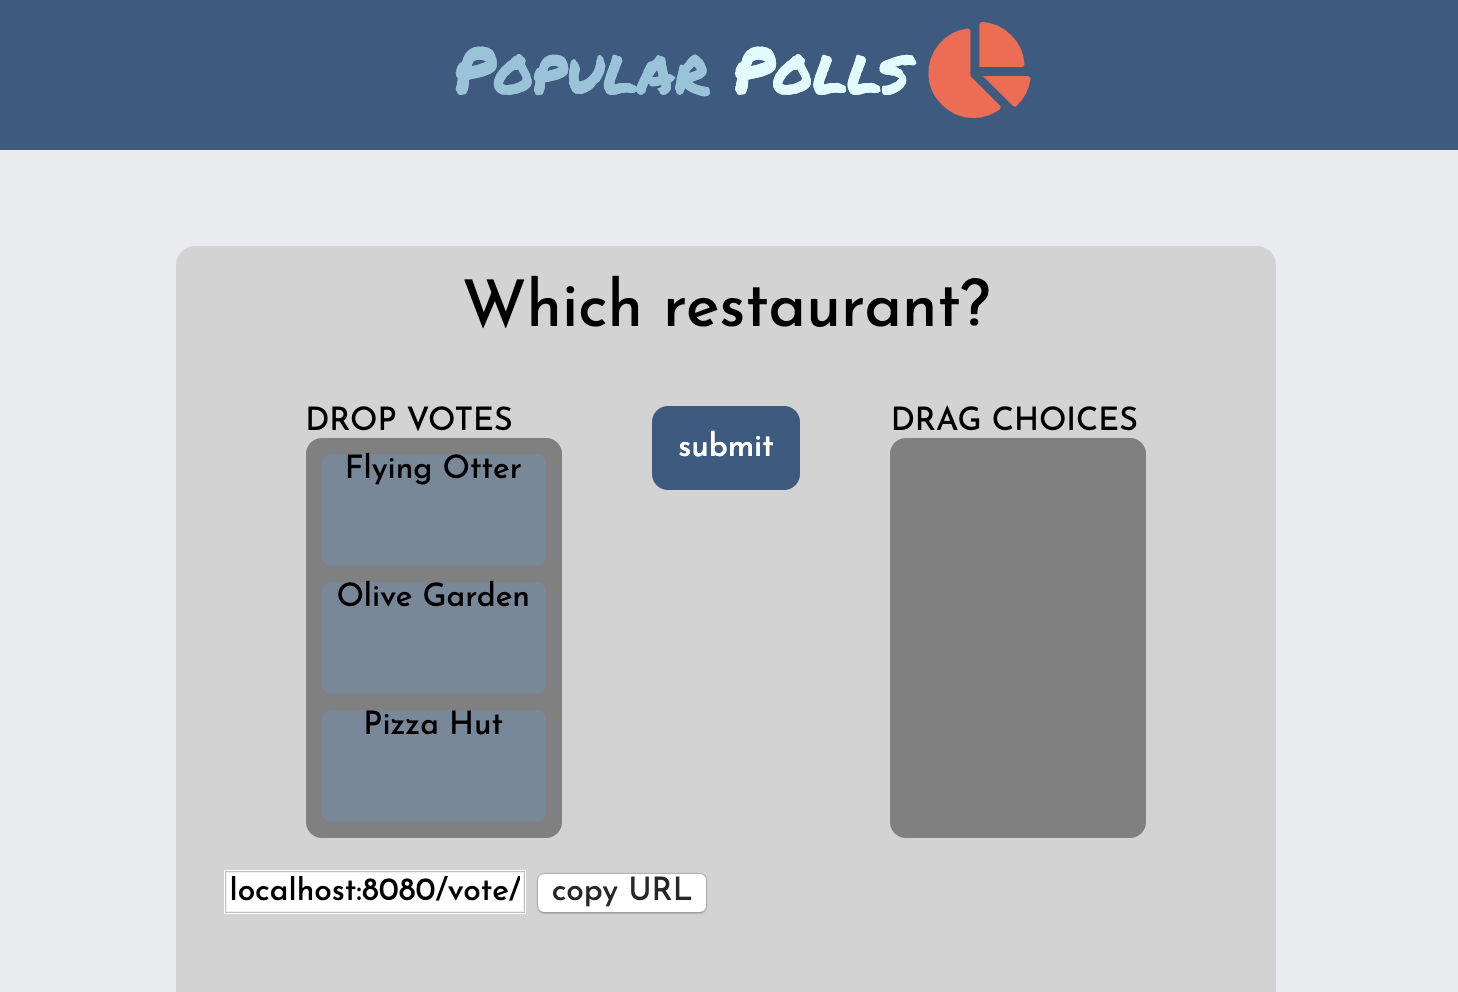 Popular Polls
Which restaurant?
DROP VOTES
Flying Otter
Olive Garden
Pizza Hut
submit
DRAG CHOICES
localhost:8080/vote/
copy URL